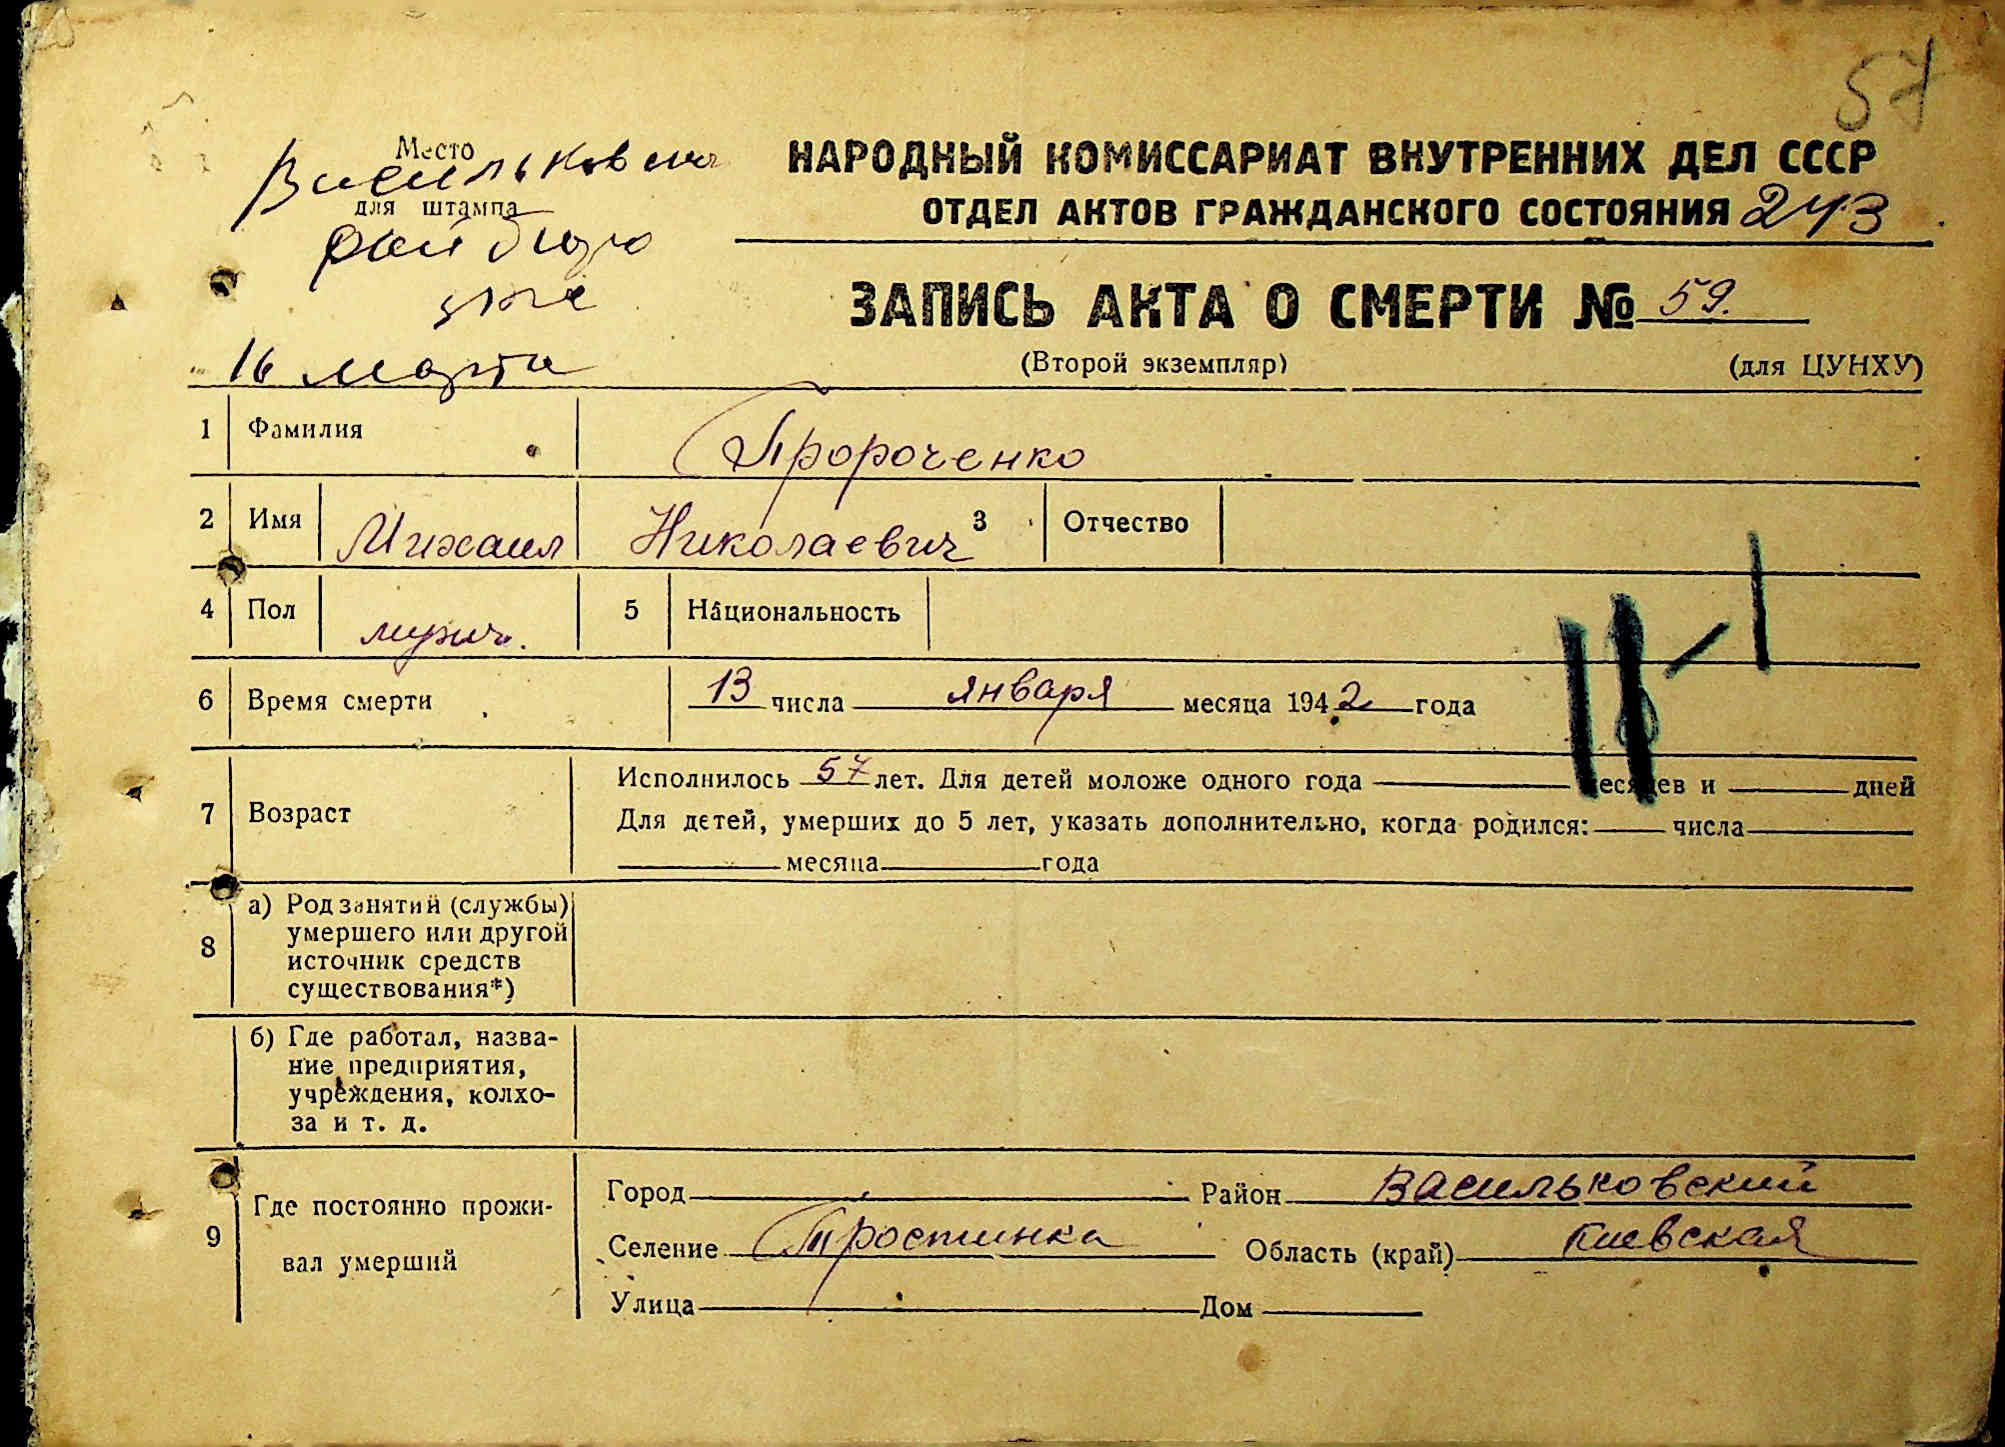 57
Место
Васильковск
для штампа
рай бюро
НАРОДНЫЙ КОМИССАРИАТ ВНУТРЕННИХ ДЕЛ СССР
ОТДЕЛ АКТОВ ГРАЖДАНСКОГО СОСТОЯНИЯ 243
ЗАПИСЬ АКТА О СМЕРТИ № 59.
16 марта
(Второй экземпляр) (для ЦУНХУ)
1 Фамилия Пророченко
2 Имя Михаил Николаевич 3 Отчество
4 Пол мужч. 5 Национальность
6 Время смерти 13 числа января месяца 1942 года
Исполнилось 57 лет. Для детей моложе одного года месяцев и дней
7 Возраст Для детей, умерших до 5 лет, указать дополнительно, когда родился: числа
месяца года
8 а) Род занятий (службы)
умершего или другой
источник средств
существования*)
б) Где работал, назва-
ние предприятия,
учреждения, колхо-
за и т. д.
9 Где постоянно прожи-
вал умерший
Город Район Васильковский
Селение Тростинка Область (край) Киевская
Улица Дом